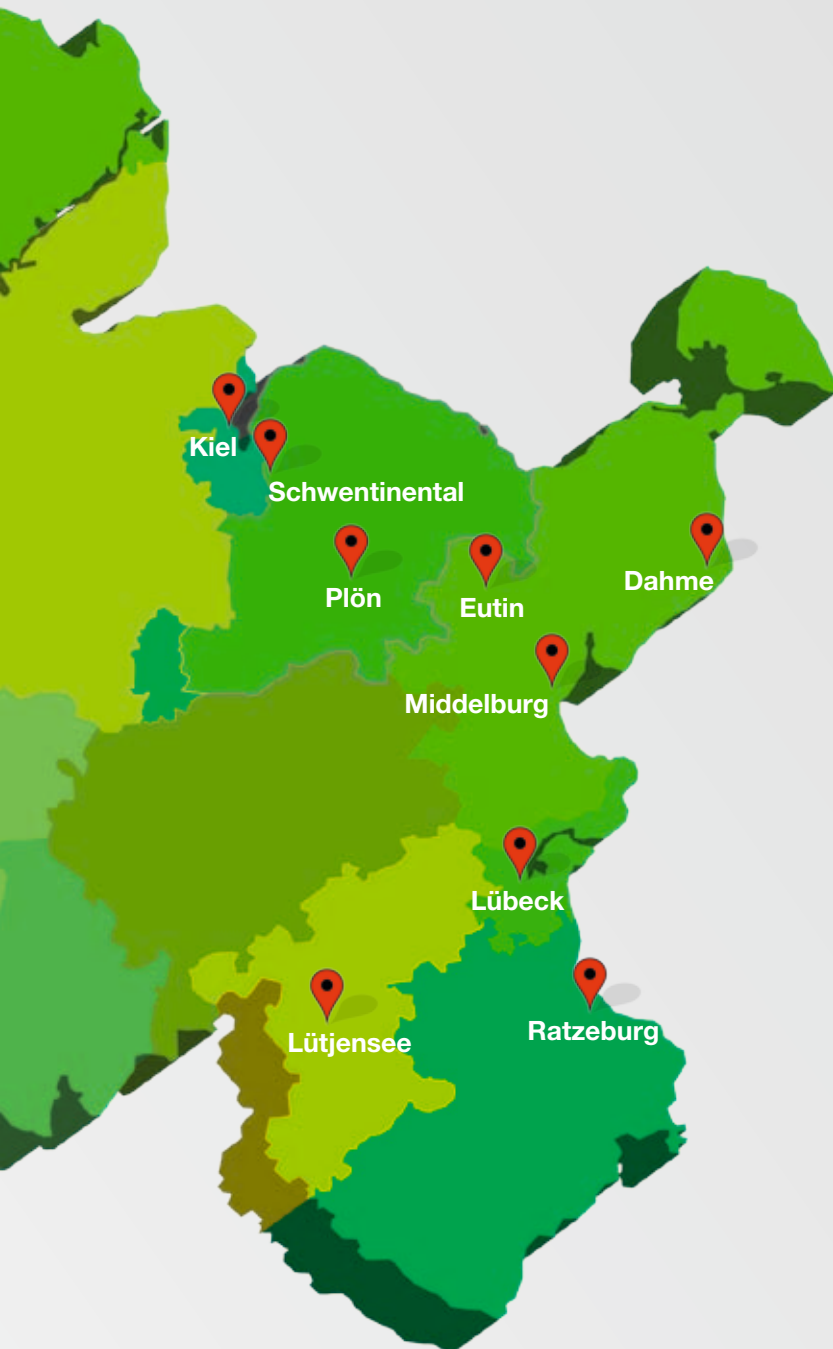 Kiel
Schwentinental
Plön
Eutin
Dahme
Middelburg
Lübeck
Lütjensee
Ratzeburg